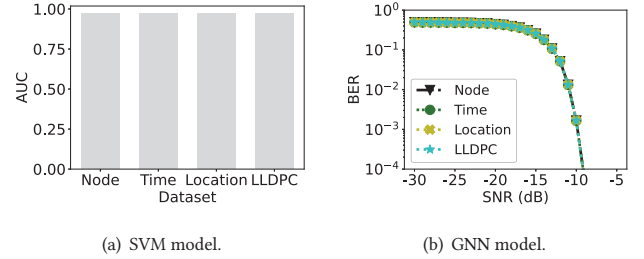 AUC
1.00
0.75
0.50
0.25
0.00
Node Time Location LLDPC
Dataset
(a) SVM model.
BER
10⁰
10⁻¹
10⁻²
10⁻³
10⁻⁴
Node
Time
Location
LLDPC
-30 -25 -20 -15 -10 -5
SNR (dB)
(b) GNN model.